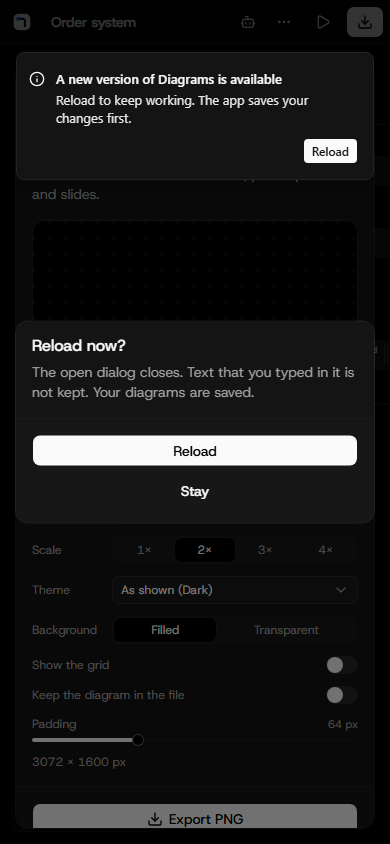 Order system
A new version of Diagrams is available
Reload to keep working. The app saves your
changes first.
Reload
and slides.
Reload now?
The open dialog closes. Text that you typed in it is
not kept. Your diagrams are saved.
Reload
Stay
Scale 1× 2× 3× 4×
Theme As shown (Dark)
Background Filled Transparent
Show the grid
Keep the diagram in the file
Padding 64 px
3072 × 1600 px
Export PNG